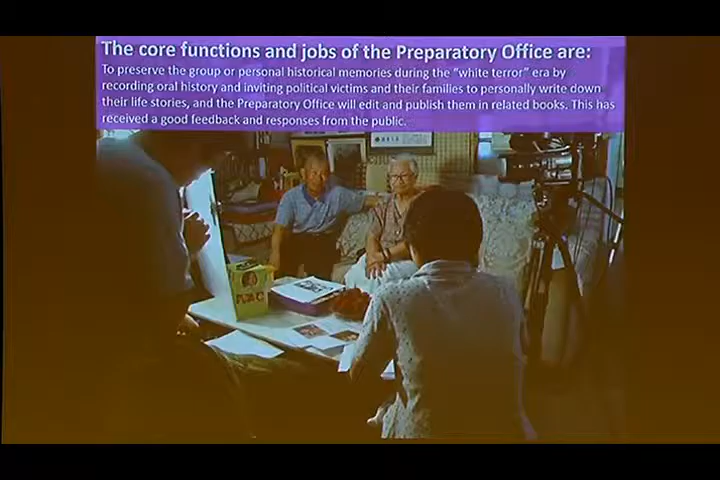 The core functions and jobs of the Preparatory Office are:
To preserve the group or personal historical memories during the "white terror" era by
recording oral history and inviting political victims and their families to personally write down
their life stories, and the Preparatory Office will edit and publish them in related books. This has
received a good feedback and responses from the public.